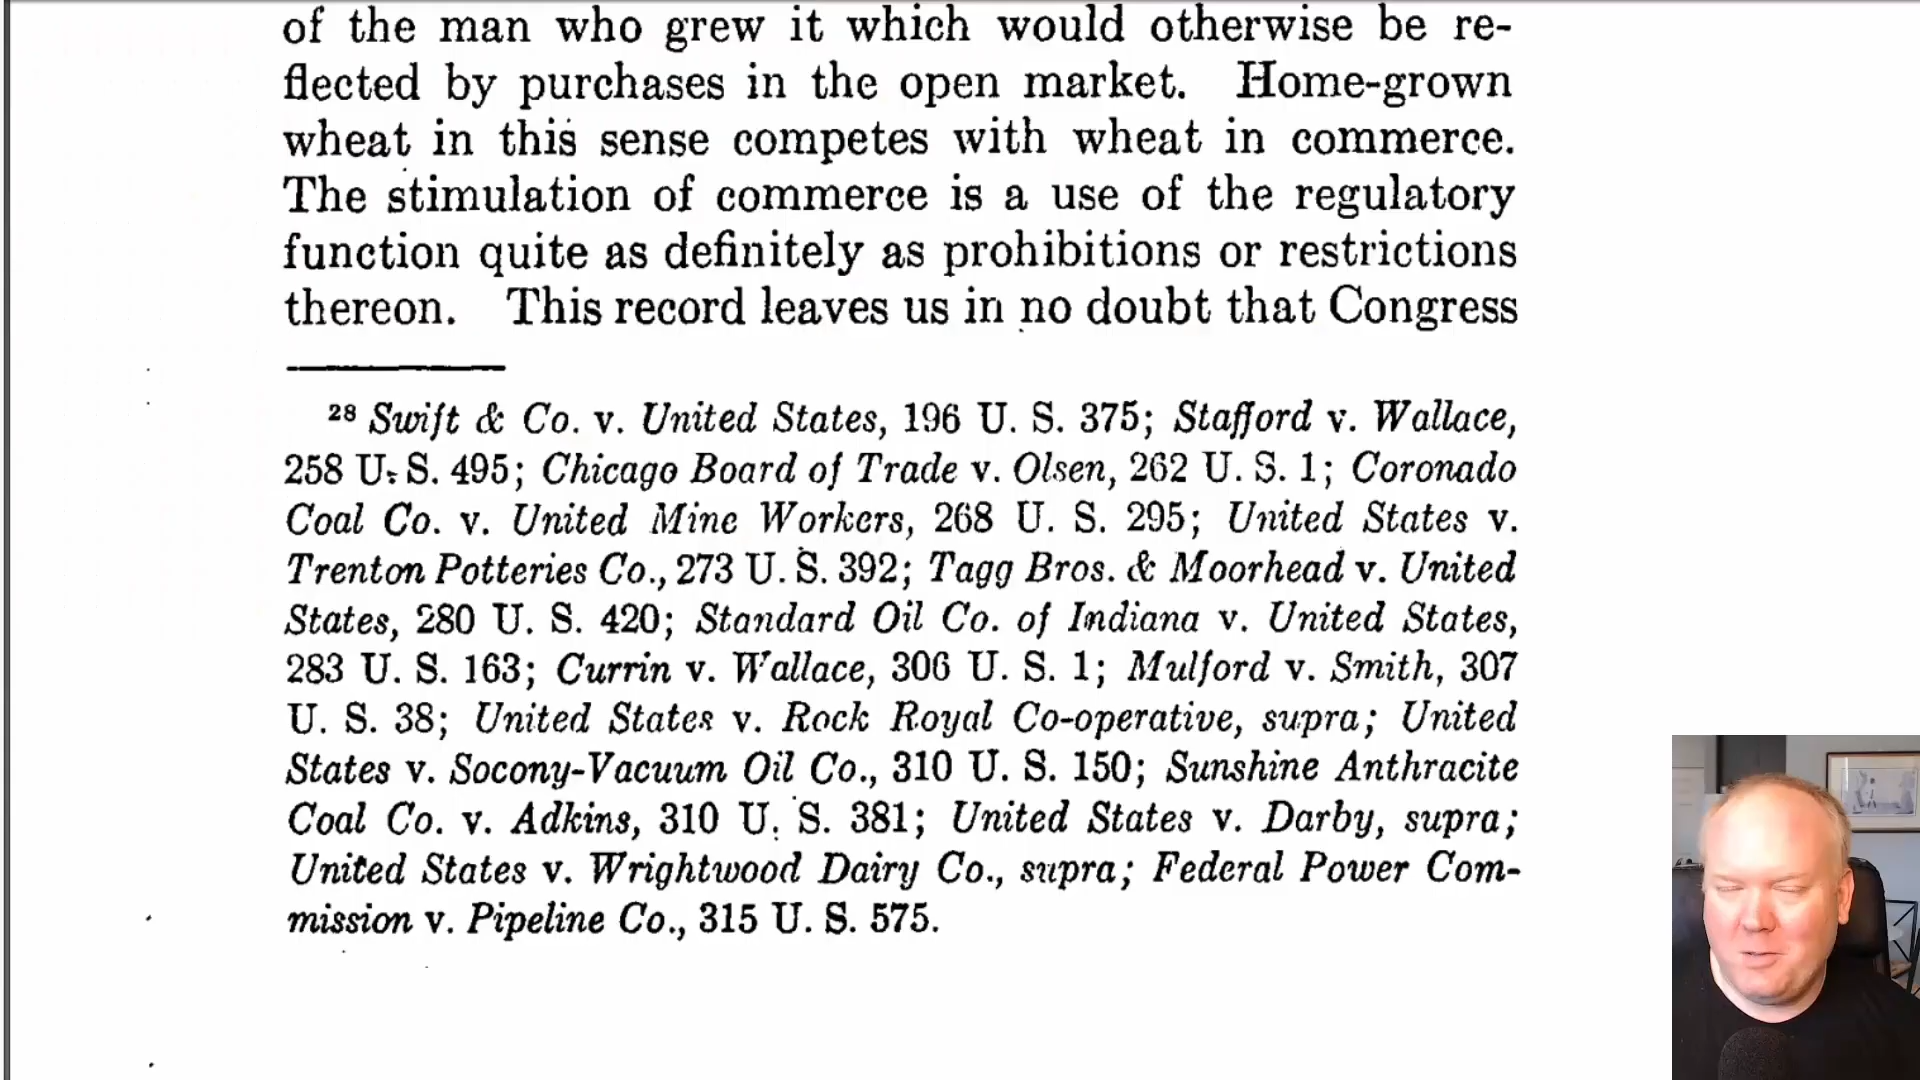 of the man who grew it which would otherwise be re-
flected by purchases in the open market. Home-grown
wheat in this sense competes with wheat in commerce.
The stimulation of commerce is a use of the regulatory
function quite as definitely as prohibitions or restrictions
thereon. This record leaves us in no doubt that Congress
28 Swift & Co. v. United States, 196 U. S. 375; Stafford v. Wallace,
258 U. S. 495; Chicago Board of Trade v. Olsen, 262 U. S. 1; Coronado
Coal Co. v. United Mine Workers, 268 U. S. 295; United States v.
Trenton Potteries Co., 273 U. S. 392; Tagg Bros. & Moorhead v. United
States, 280 U. S. 420; Standard Oil Co. of Indiana v. United States,
283 U. S. 163; Currin v. Wallace, 306 U. S. 1; Mulford v. Smith, 307
U. S. 38; United States v. Rock Royal Co-operative, supra; United
States v. Socony-Vacuum Oil Co., 310 U. S. 150; Sunshine Anthracite
Coal Co. v. Adkins, 310 U. S. 381; United States v. Darby, supra;
United States v. Wrightwood Dairy Co., supra; Federal Power Com-
mission v. Pipeline Co., 315 U. S. 575.